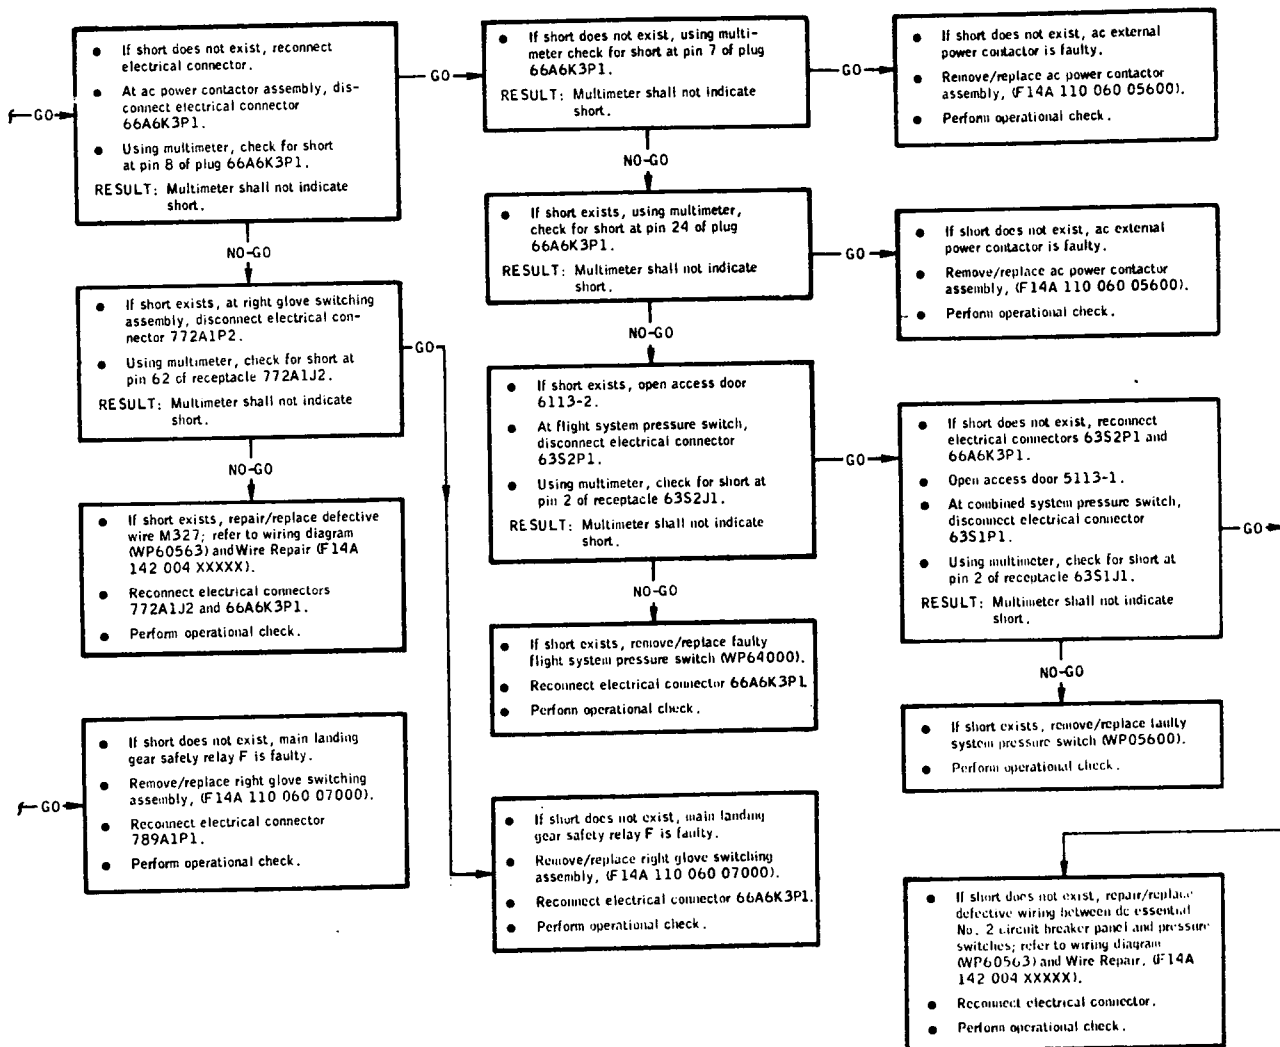 ● If short does not exist, reconnect
electrical connector.
● At ac power contactor assembly, dis-
connect electrical connector
66A6K3P1.
● Using multimeter, check for short
at pin 8 of plug 66A6K3P1.
RESULT: Multimeter shall not indicate
short.
GO
GO
NO-GO
● If short exists, at right glove switching
assembly, disconnect electrical con-
nector 772A1P2.
● Using multimeter, check for short at
pin 62 of receptacle 772A1J2.
RESULT: Multimeter shall not indicate
short.
GO
NO-GO
● If short exists, repair/replace defective
wire M327; refer to wiring diagram
(WP60563) and Wire Repair (F14A
142 004 XXXXX).
● Reconnect electrical connectors
772A1J2 and 66A6K3P1.
● Perform operational check.
GO
● If short does not exist, main landing
gear safety relay F is faulty.
● Remove/replace right glove switching
assembly, (F14A 110 060 07000).
● Reconnect electrical connector
789A1P1.
● Perform operational check.
● If short does not exist, using multi-
meter check for short at pin 7 of plug
66A6K3P1.
RESULT: Multimeter shall not indicate
short.
GO
NO-GO
● If short exists, using multimeter,
check for short at pin 24 of plug
66A6K3P1.
RESULT: Multimeter shall not indicate
short.
GO
NO-GO
● If short exists, open access door
6113-2.
● At flight system pressure switch,
disconnect electrical connector
63S2P1.
● Using multimeter, check for short at
pin 2 of receptacle 63S2J1.
RESULT: Multimeter shall not indicate
short.
GO
NO-GO
● If short exists, remove/replace faulty
flight system pressure switch (WP64000).
● Reconnect electrical connector 66A6K3P1
● Perform operational check.
● If short does not exist, main landing
gear safety relay F is faulty.
● Remove/replace right glove switching
assembly, (F14A 110 060 07000).
● Reconnect electrical connector 66A6K3P1.
● Perform operational check.
● If short does not exist, ac external
power contactor is faulty.
● Remove/replace ac power contactor
assembly, (F14A 110 060 05600).
● Perform operational check.
● If short does not exist, ac external
power contactor is faulty.
● Remove/replace ac power contactor
assembly, (F14A 110 060 05600).
● Perform operational check.
● If short does not exist, reconnect
electrical connectors 63S2P1 and
66A6K3P1.
● Open access door 5113-1.
● At combined system pressure switch,
disconnect electrical connector
63S1P1.
● Using multimeter, check for short at
pin 2 of receptacle 63S1J1.
RESULT: Multimeter shall not indicate
short.
GO
NO-GO
● If short exists, remove/replace faulty
system pressure switch (WP05600).
● Perform operational check.
● If short does not exist, repair/replace
defective wiring between dc essential
No. 2 circuit breaker panel and pressure
switches; refer to wiring diagram
(WP60563) and Wire Repair, (F14A
142 004 XXXXX).
● Reconnect electrical connector.
● Perform operational check.